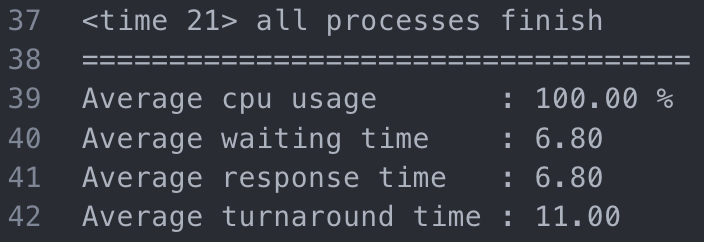 37 <time 21> all processes finish
38 ===================================
39 Average cpu usage       : 100.00 %
40 Average waiting time    : 6.80
41 Average response time   : 6.80
42 Average turnaround time : 11.00